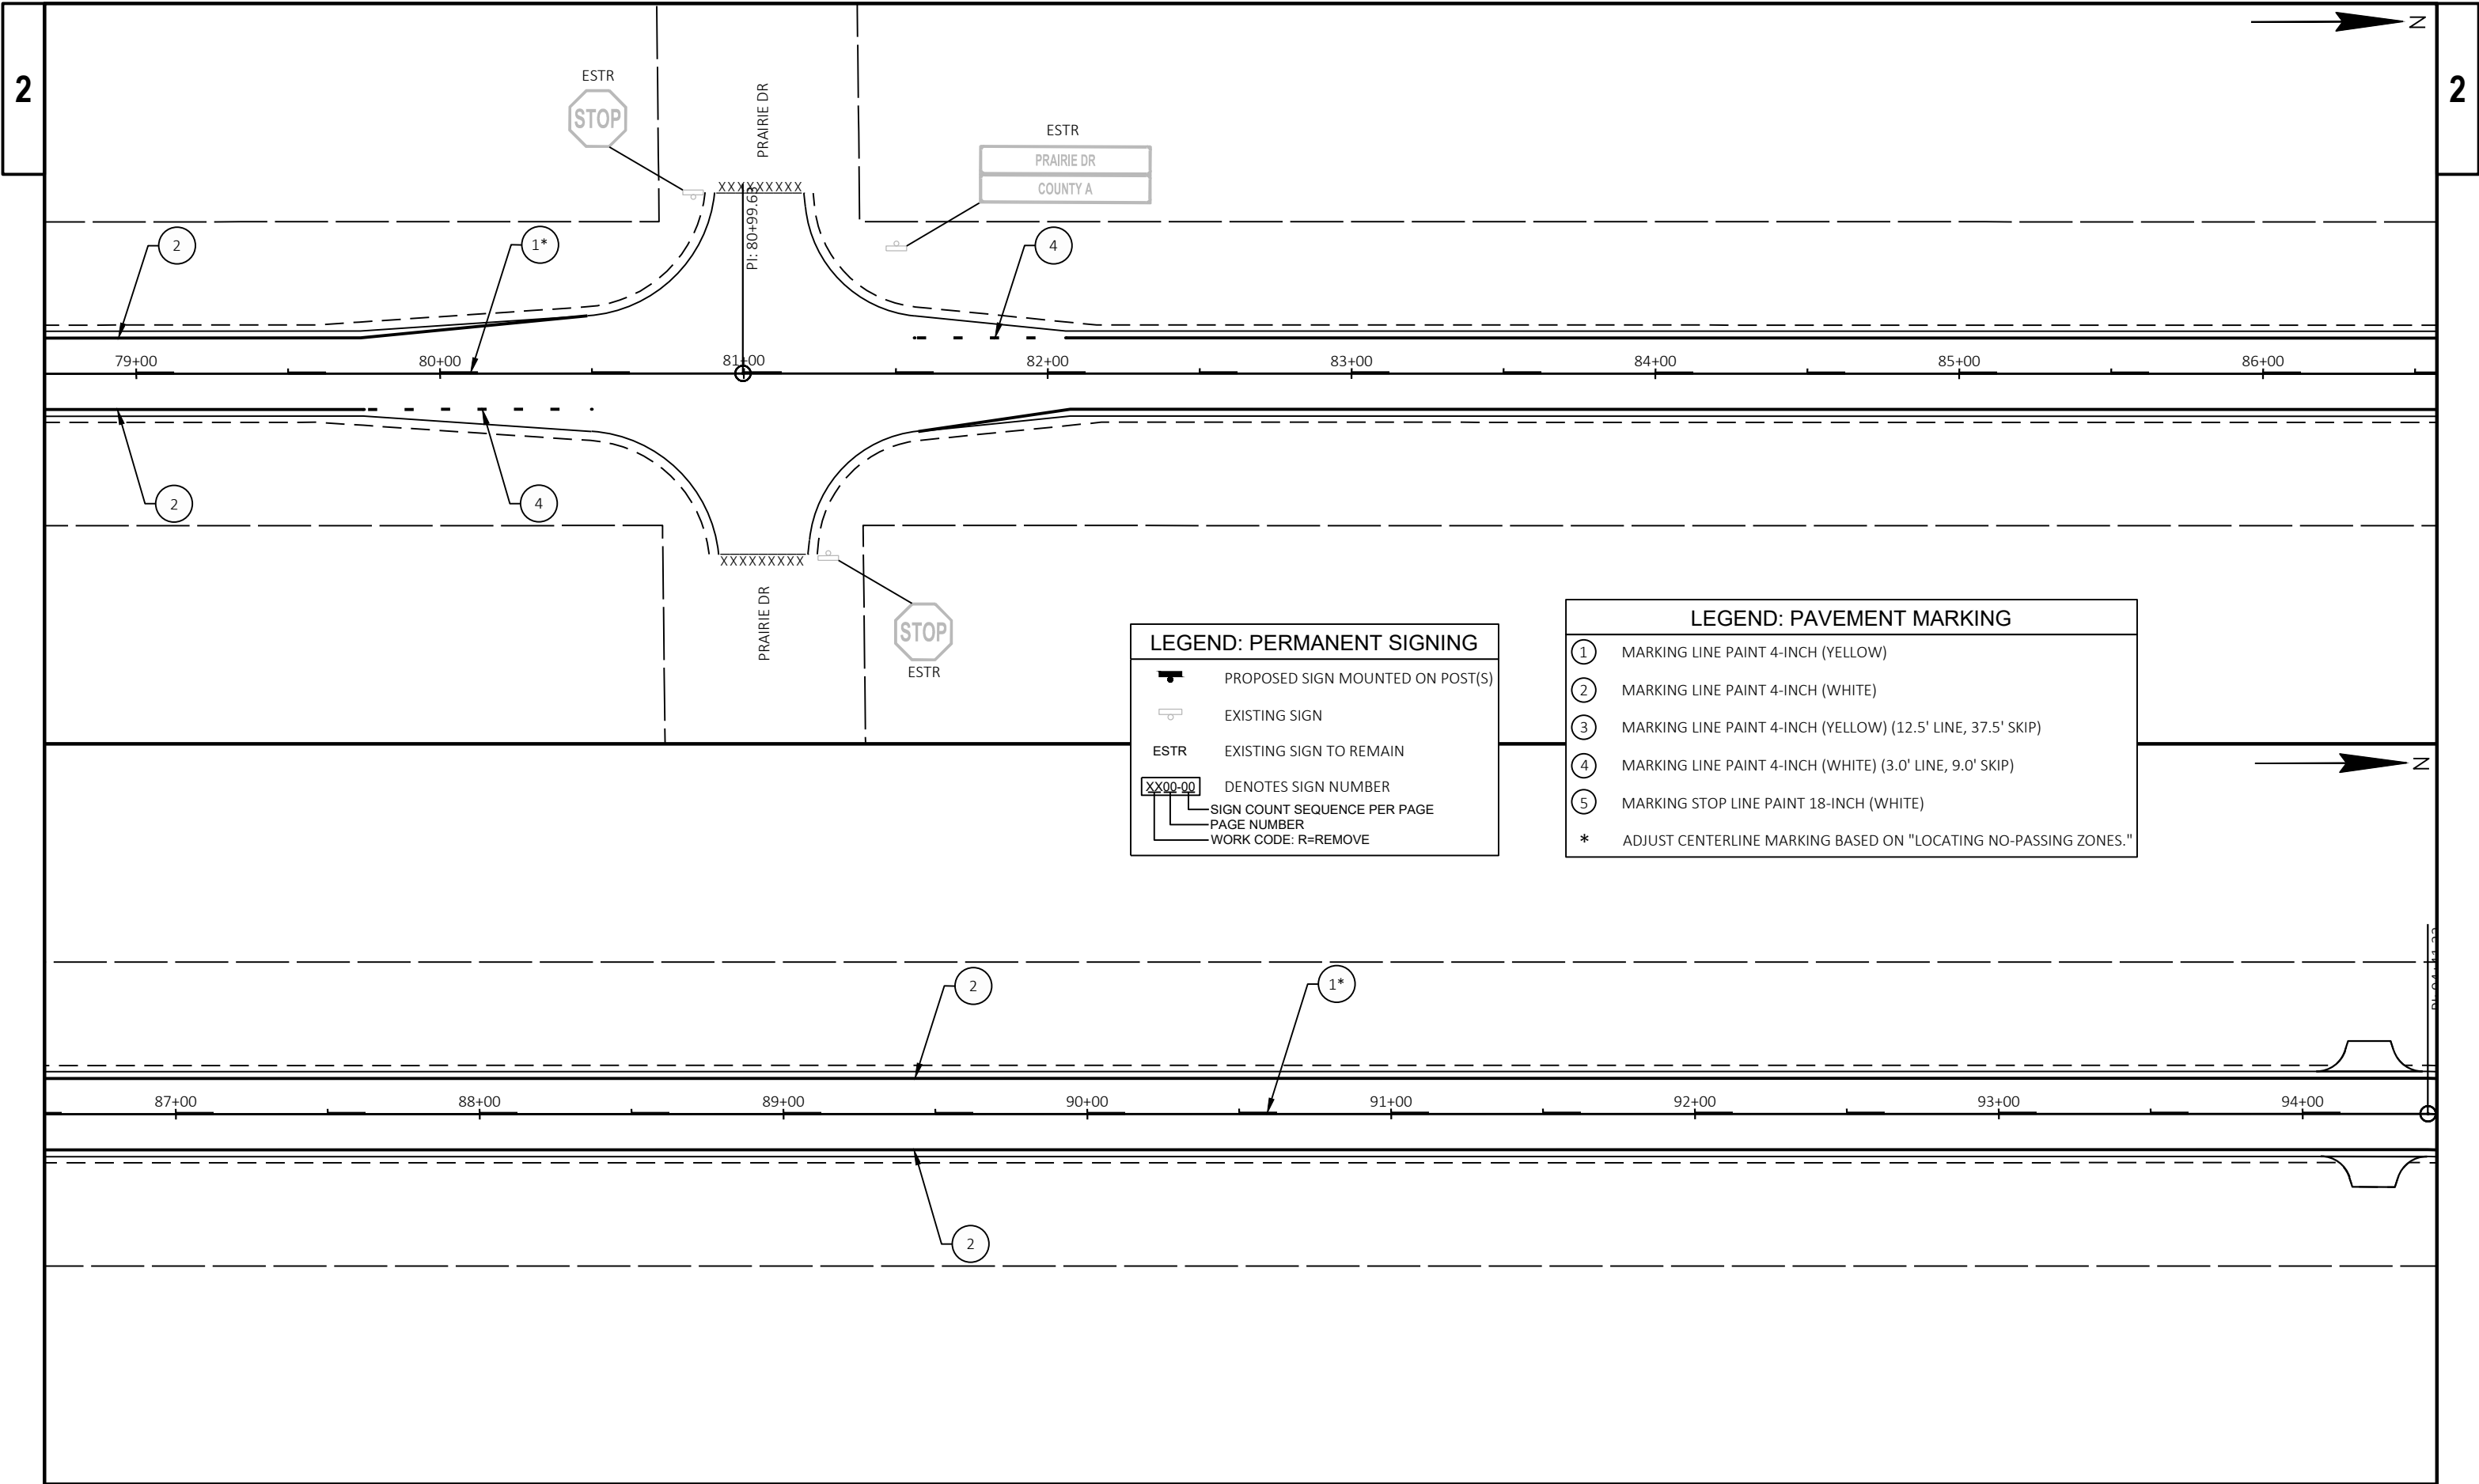 2
2
N
ESTR
STOP
PRAIRIE DR
ESTR
PRAIRIE DR
COUNTY A
XXXXXXXXX
PI: 80+99.63
2
1*
4
79+00
80+00
81+00
82+00
83+00
84+00
85+00
86+00
2
4
XXXXXXXXX
PRAIRIE DR
STOP
ESTR
LEGEND: PERMANENT SIGNING
PROPOSED SIGN MOUNTED ON POST(S)
EXISTING SIGN
ESTR EXISTING SIGN TO REMAIN
XX00-00 DENOTES SIGN NUMBER
SIGN COUNT SEQUENCE PER PAGE
PAGE NUMBER
WORK CODE: R=REMOVE
LEGEND: PAVEMENT MARKING
1 MARKING LINE PAINT 4-INCH (YELLOW)
2 MARKING LINE PAINT 4-INCH (WHITE)
3 MARKING LINE PAINT 4-INCH (YELLOW) (12.5' LINE, 37.5' SKIP)
4 MARKING LINE PAINT 4-INCH (WHITE) (3.0' LINE, 9.0' SKIP)
5 MARKING STOP LINE PAINT 18-INCH (WHITE)
* ADJUST CENTERLINE MARKING BASED ON "LOCATING NO-PASSING ZONES."
N
2
1*
87+00
88+00
89+00
90+00
91+00
92+00
93+00
94+00
2